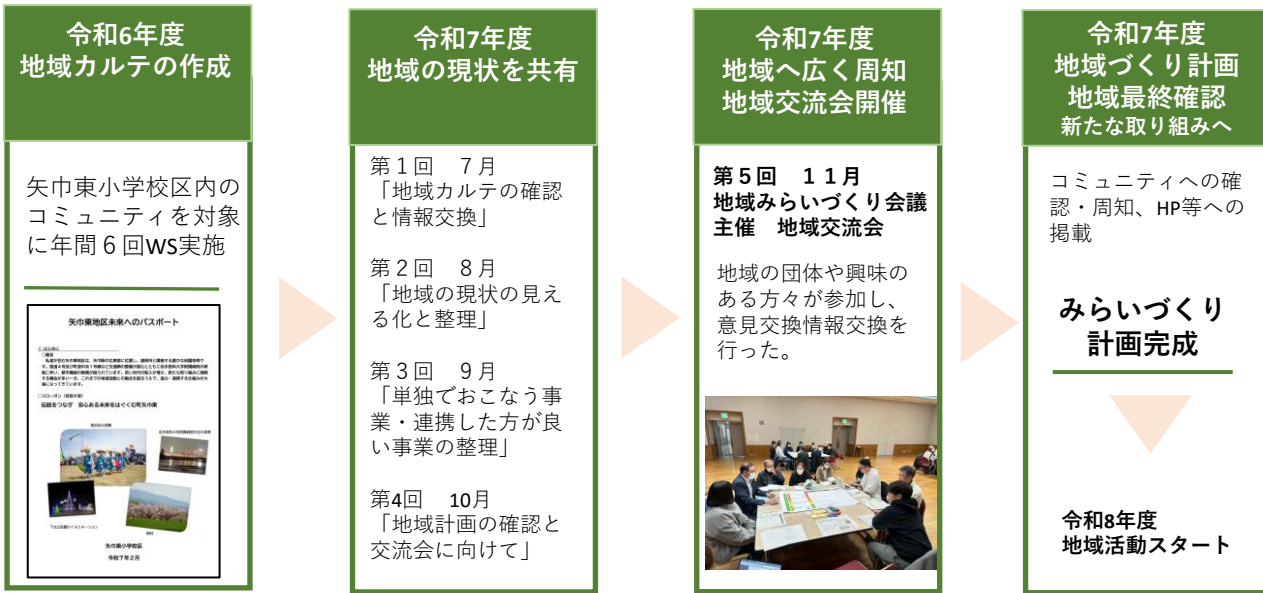 令和6年度
地域カルテの作成
矢巾東小学校区内の
コミュニティを対象
に年間６回WS実施
矢巾東地区未来へのパスポート
伝統をつなぎ 安心ある未来をはぐくむ町矢巾東
矢巾東小学校区
令和７年２月
令和7年度
地域の現状を共有
第１回　７月
「地域カルテの確認
と情報交換」
第２回　８月
「地域の現状の見え
る化と整理」
第３回　９月
「単独でおこなう事
業・連携した方が良
い事業の整理」
第4回　10月
「地域計画の確認と
交流会に向けて」
令和7年度
地域へ広く周知
地域交流会開催
第５回　１１月
地域みらいづくり会議
主催　地域交流会
地域の団体や興味の
ある方々が参加し、
意見交換情報交換を
行った。
令和7年度
地域づくり計画
地域最終確認
新たな取り組みへ
コミュニティへの確
認・周知、HP等への
掲載
みらいづくり
計画完成
令和8年度
地域活動スタート